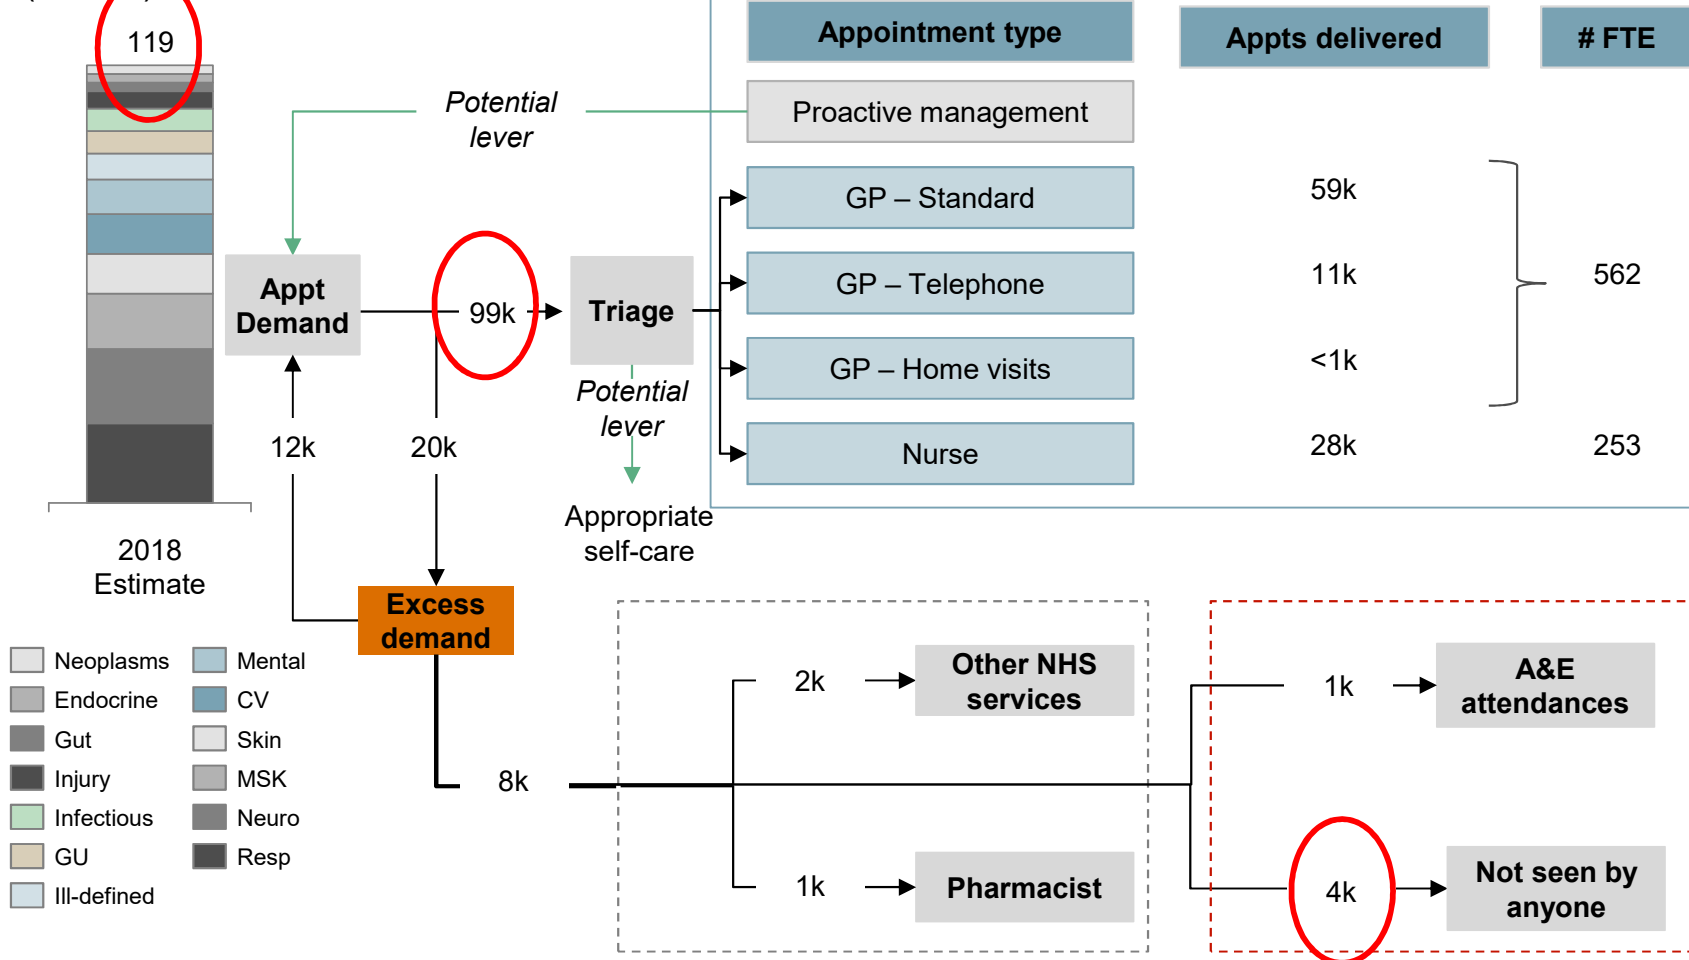 119
Appointment type
Appts delivered
# FTE
Potential
lever
Proactive management
GP – Standard
59k
GP – Telephone
11k
562
GP – Home visits
<1k
Nurse
28k
253
Appt
Demand
99k
Triage
Potential
lever
Appropriate
self-care
12k
20k
2018
Estimate
Excess
demand
Neoplasms
Endocrine
Gut
Injury
Infectious
GU
Ill-defined
Mental
CV
Skin
MSK
Neuro
Resp
8k
2k
Other NHS
services
1k
Pharmacist
1k
A&E
attendances
4k
Not seen by
anyone